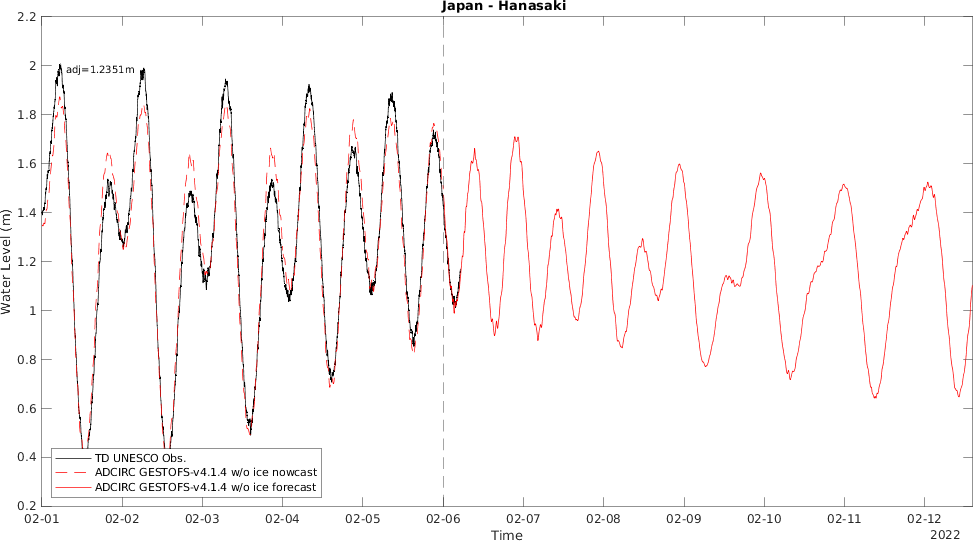 Japan - Hanasaki
2.2
2
1.8
1.6
1.4
1.2
1
0.8
0.6
0.4
0.2
Water Level (m)
adj=1.2351m
TD UNESCO Obs.
ADCIRC GESTOFS-v4.1.4 w/o ice nowcast
ADCIRC GESTOFS-v4.1.4 w/o ice forecast
02-01 02-02 02-03 02-04 02-05 02-06 02-07 02-08 02-09 02-10 02-11 02-12
Time
2022